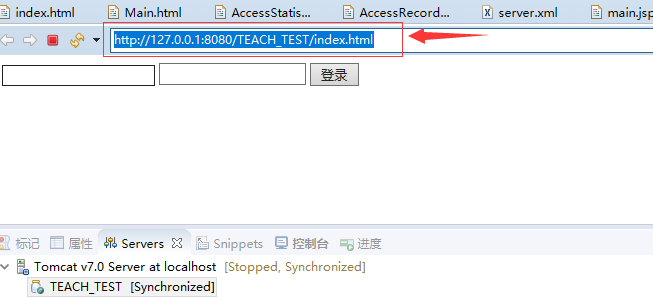 index.html Main.html AccessStatis... AccessRecord... server.xml main.jsp
http://127.0.0.1:8080/TEACH_TEST/index.html
登录
标记 属性 Servers Snippets 控制台 进度
Tomcat v7.0 Server at localhost [Stopped, Synchronized]
TEACH_TEST [Synchronized]